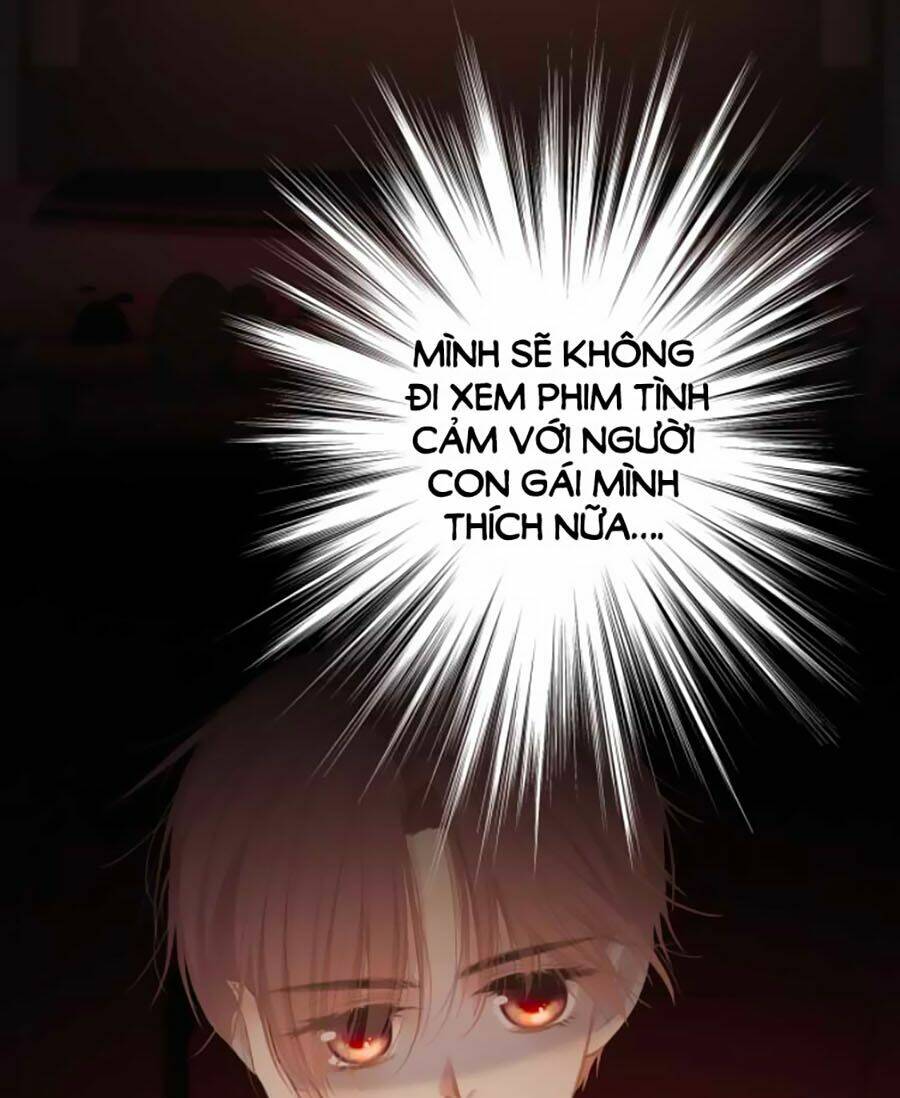 MÌNH SẼ KHÔNG
ĐI XEM PHIM TÌNH
CẢM VỚI NGƯỜI
CON GÁI MÌNH
THÍCH NỮA....